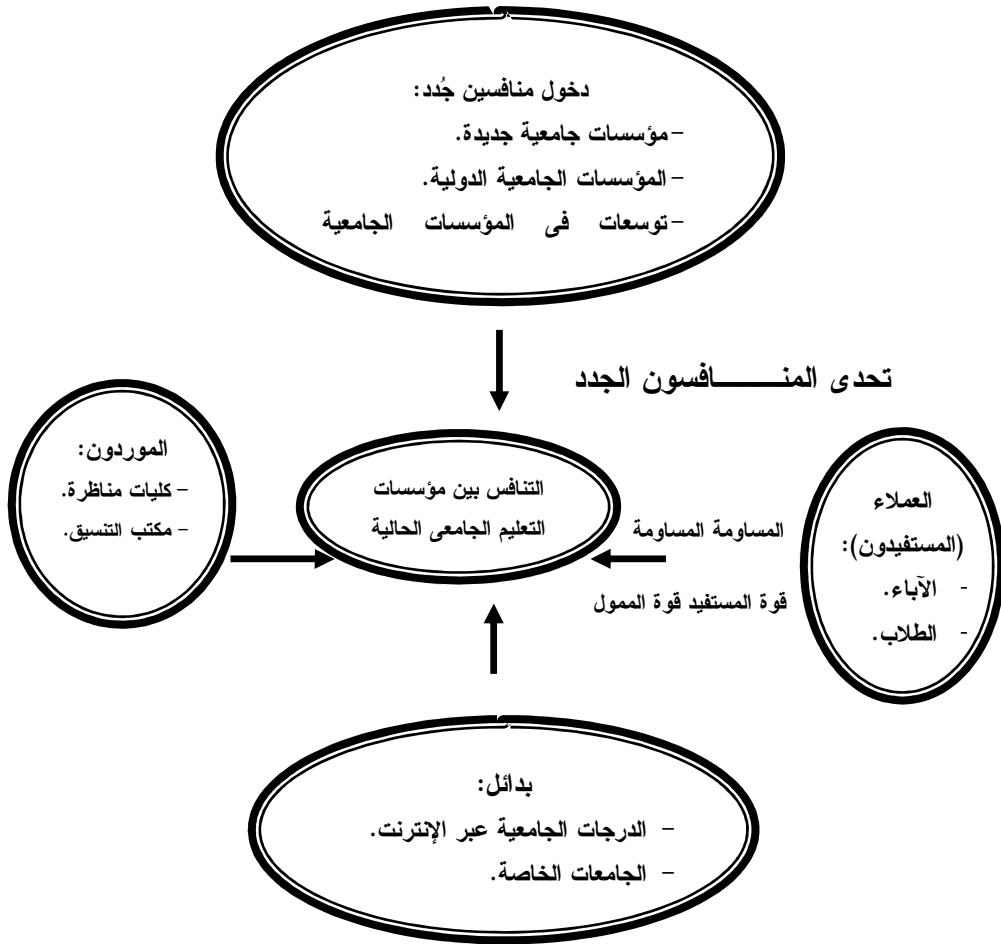 دخول منافسين جُدد:
- مؤسسات جامعية جديدة.
- المؤسسات الجامعية الدولية.
- توسعات فى المؤسسات الجامعية
تحدى المنـــــــافسون الجدد
الموردون:
- كليات مناظرة.
- مكتب التنسيق.
التنافس بين مؤسسات
التعليم الجامعى الحالية
المساومة المساومة
قوة المستفيد قوة الممول
العملاء
(المستفيدون):
- الآباء.
- الطلاب.
بدائل:
- الدرجات الجامعية عبر الإنترنت.
- الجامعات الخاصة.